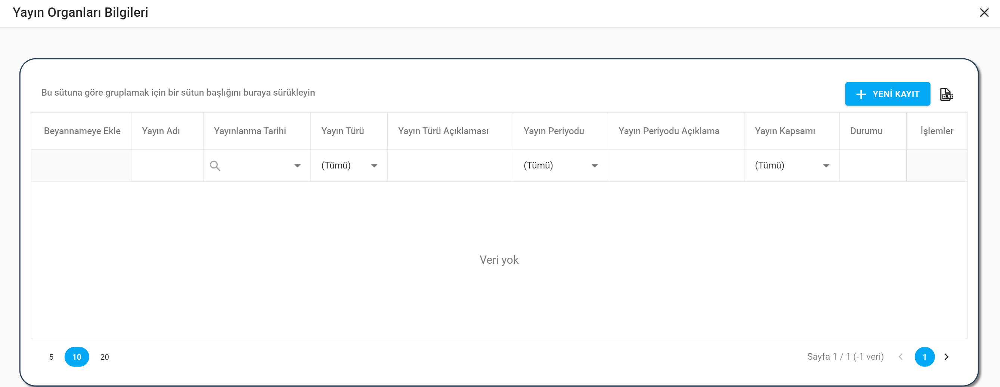 Yayın Organları Bilgileri
Bu sütuna göre gruplamak için bir sütun başlığını buraya sürükleyin
YENİ KAYIT
XLSX
Beyannameye Ekle Yayın Adı Yayınlanma Tarihi Yayın Türü Yayın Türü Açıklaması Yayın Periyodu Yayın Periyodu Açıklama Yayın Kapsamı Durumu İşlemler
(Tümü) (Tümü) (Tümü)
Veri yok
5 10 20
Sayfa 1 / 1 (-1 veri) 1